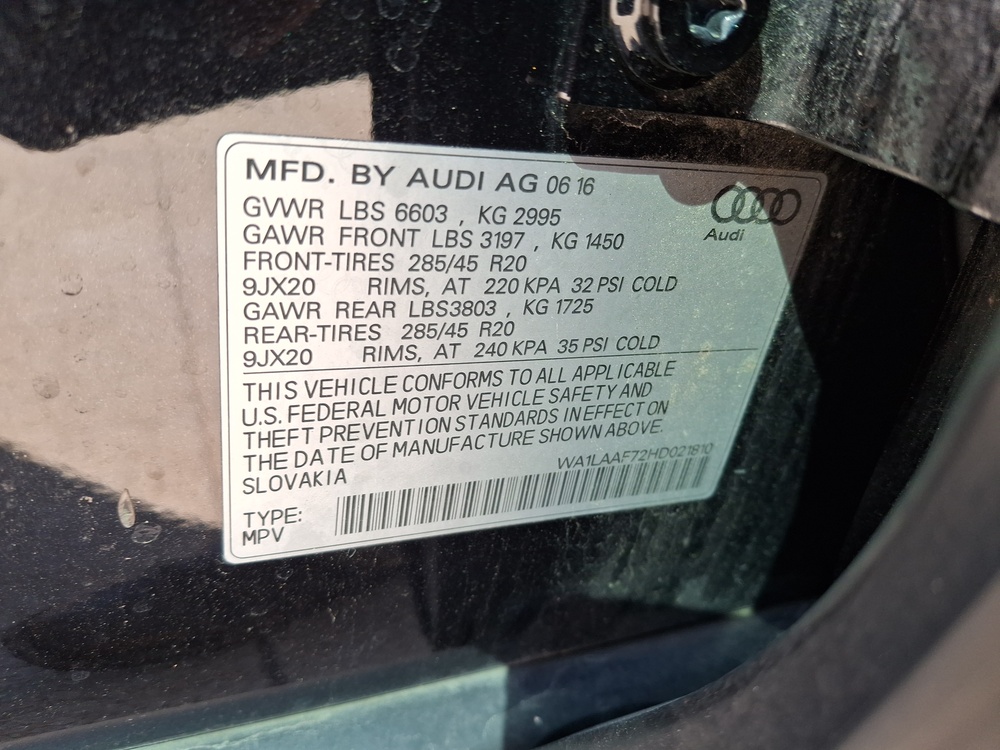 MFD. BY AUDI AG 06 16
GVWR LBS 6603 , KG 2995
GAWR FRONT LBS 3197 , KG 1450
FRONT-TIRES 285/45 R20
9JX20 RIMS, AT 220 KPA 32 PSI COLD
GAWR REAR LBS3803 , KG 1725
REAR-TIRES 285/45 R20
9JX20 RIMS, AT 240 KPA 35 PSI COLD
Audi
THIS VEHICLE CONFORMS TO ALL APPLICABLE
U.S. FEDERAL MOTOR VEHICLE SAFETY AND
THEFT PREVENTION STANDARDS IN EFFECT ON
THE DATE OF MANUFACTURE SHOWN ABOVE.
SLOVAKIA
WA1LAAF72HD021810
TYPE:
MPV